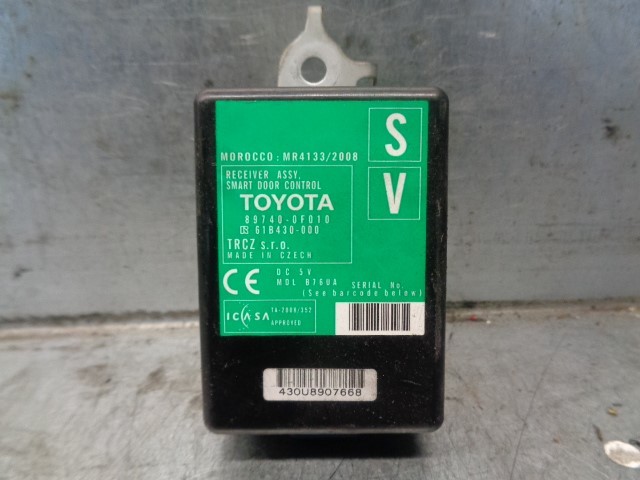 S
MOROCCO: MR4133/2008
V
RECEIVER ASSY,
SMART DOOR CONTROL
TOYOTA
89740-0F010
61B430-000
TRCZ s.r.o.
MADE IN CZECH
CE
DC 5V
MDL B76UA SERIAL No.
(See barcode below)
ICASA
TA-2008/352
APPROVED
430U8907668